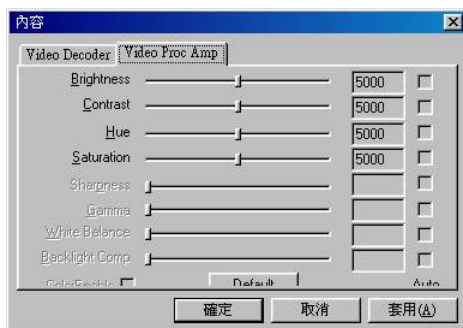 內容
Video Decoder Video Proc Amp
Brightness 5000
Contrast 5000
Hue 5000
Saturation 5000
Sharpness
Gamma
White Balance
Backlight Comp
ColorEnable Default Auto
確定 取消 套用(A)